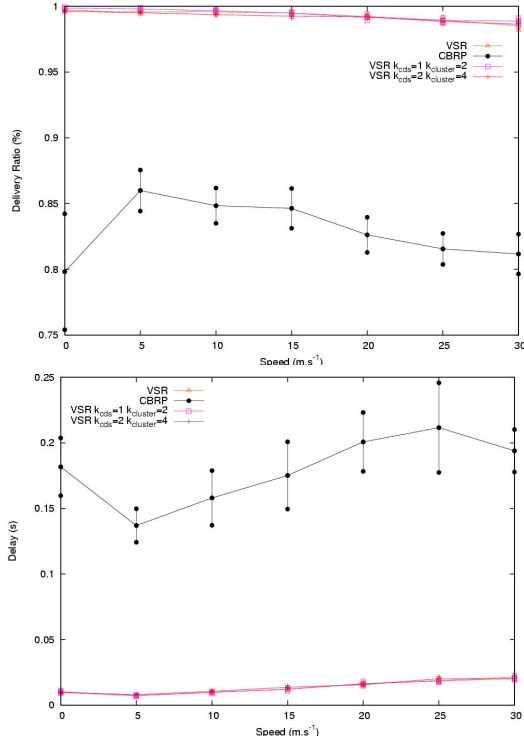 1
0.95
0.9
0.85
0.8
0.75
Delivery Ratio (%)
0 5 10 15 20 25 30
Speed (m.s-1)
VSR
CBRP
VSR kcds=1 kcluster=2
VSR kcds=2 kcluster=4
0.25
0.2
0.15
0.1
0.05
0
Delay (s)
0 5 10 15 20 25 30
Speed (m.s-1)
VSR
CBRP
VSR kcds=1 kcluster=2
VSR kcds=2 kcluster=4